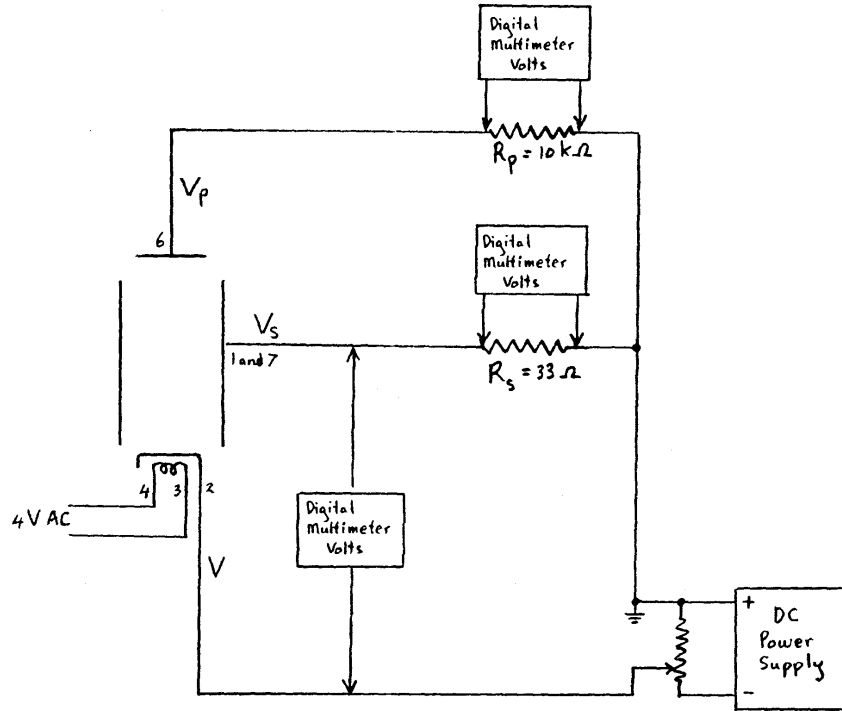 Digital
Multimeter
Volts
Rp = 10 kΩ
Vp
6
Digital
Multimeter
Volts
Vs
1 and 7
Rs = 33 Ω
4 3 2
4V AC
Digital
Multimeter
Volts
V
+
DC
Power
Supply
-